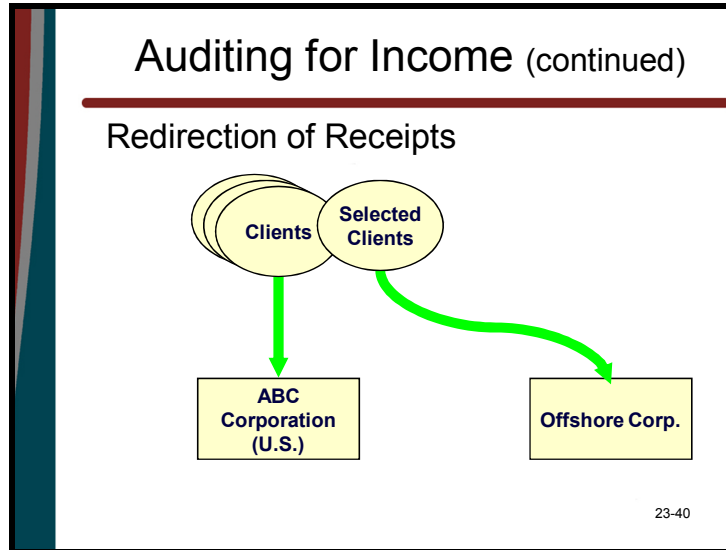 Auditing for Income (continued)
Redirection of Receipts
Clients
Selected
Clients
ABC
Corporation
(U.S.)
Offshore Corp.
23-40